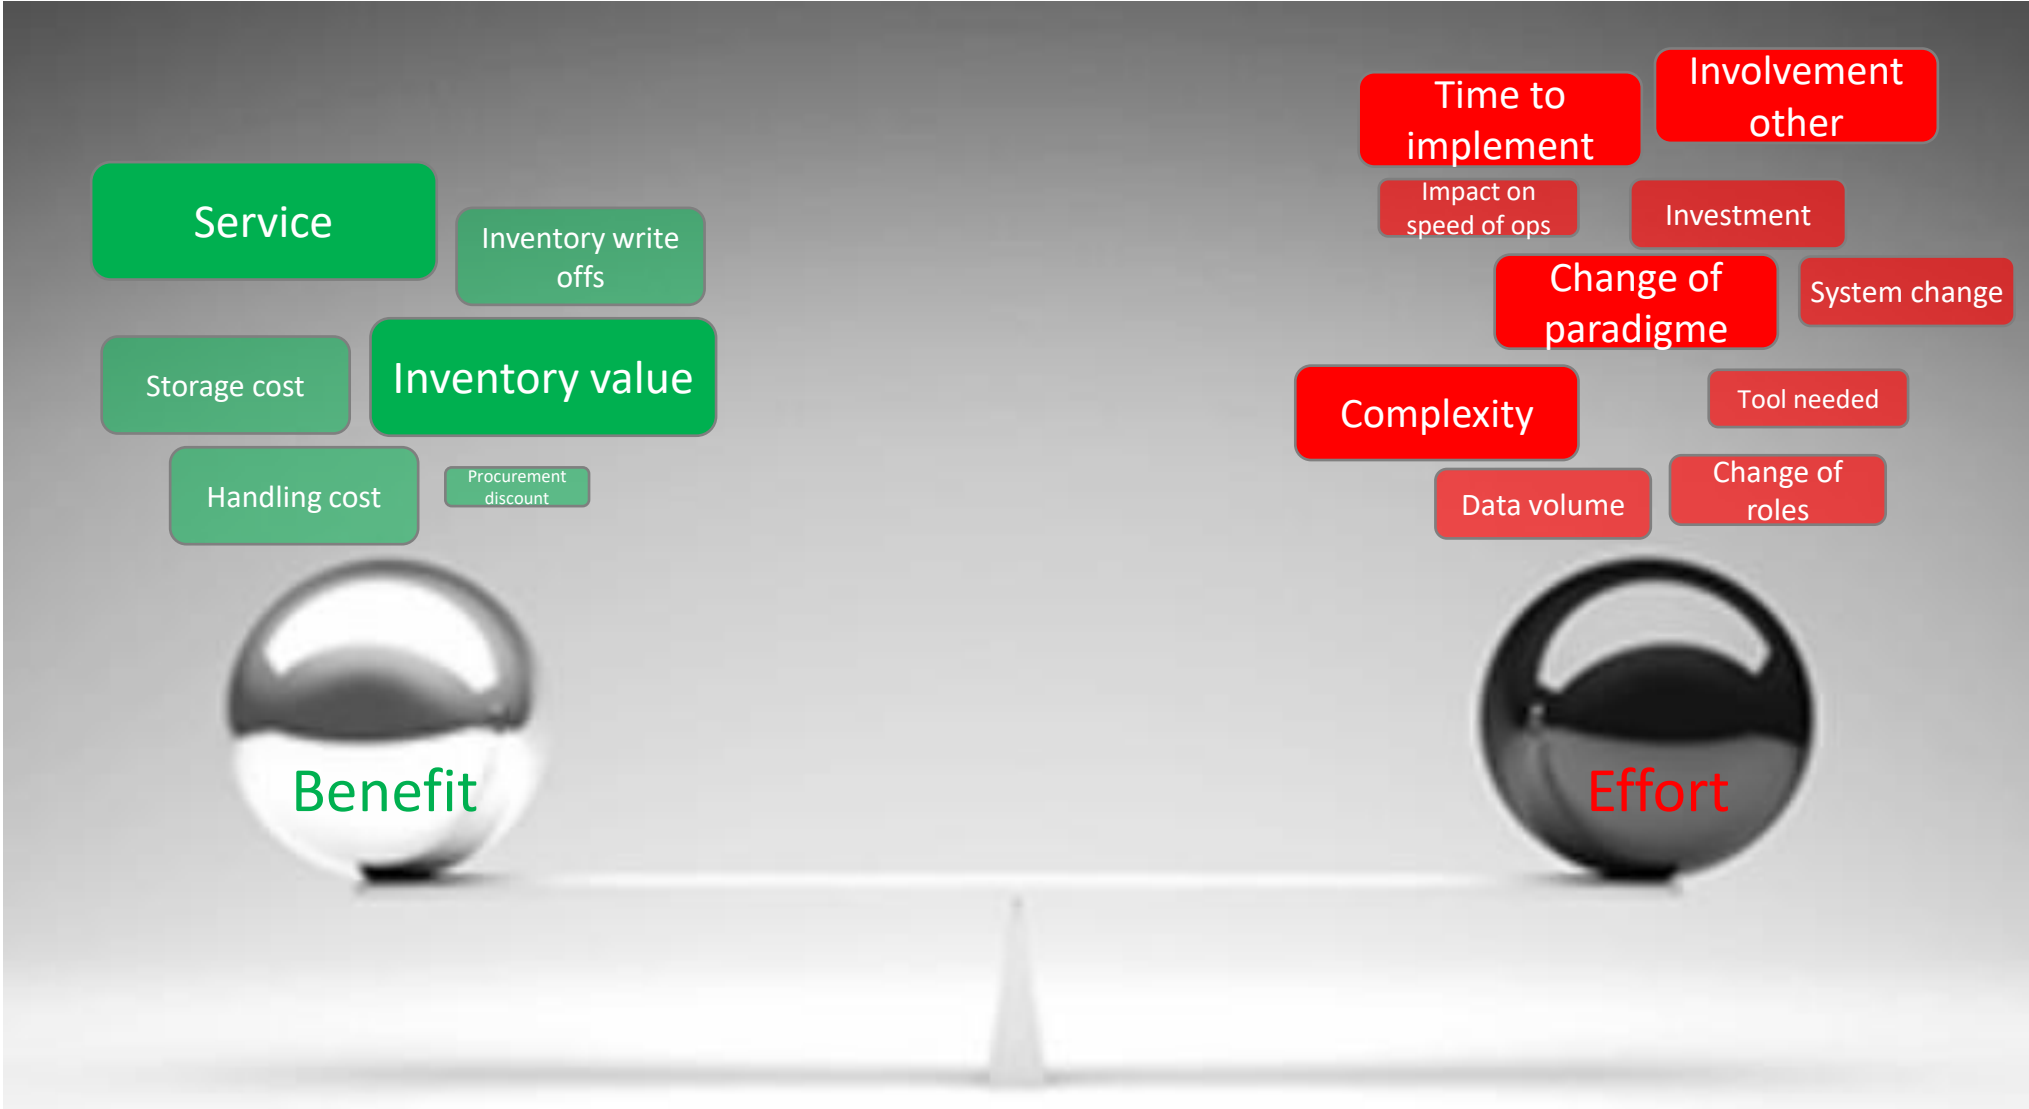 Service
Inventory write
offs
Storage cost
Inventory value
Handling cost
Procurement
discount
Benefit
Time to
implement
Involvement
other
Impact on
speed of ops
Investment
Change of
paradigme
System change
Complexity
Tool needed
Data volume
Change of
roles
Effort